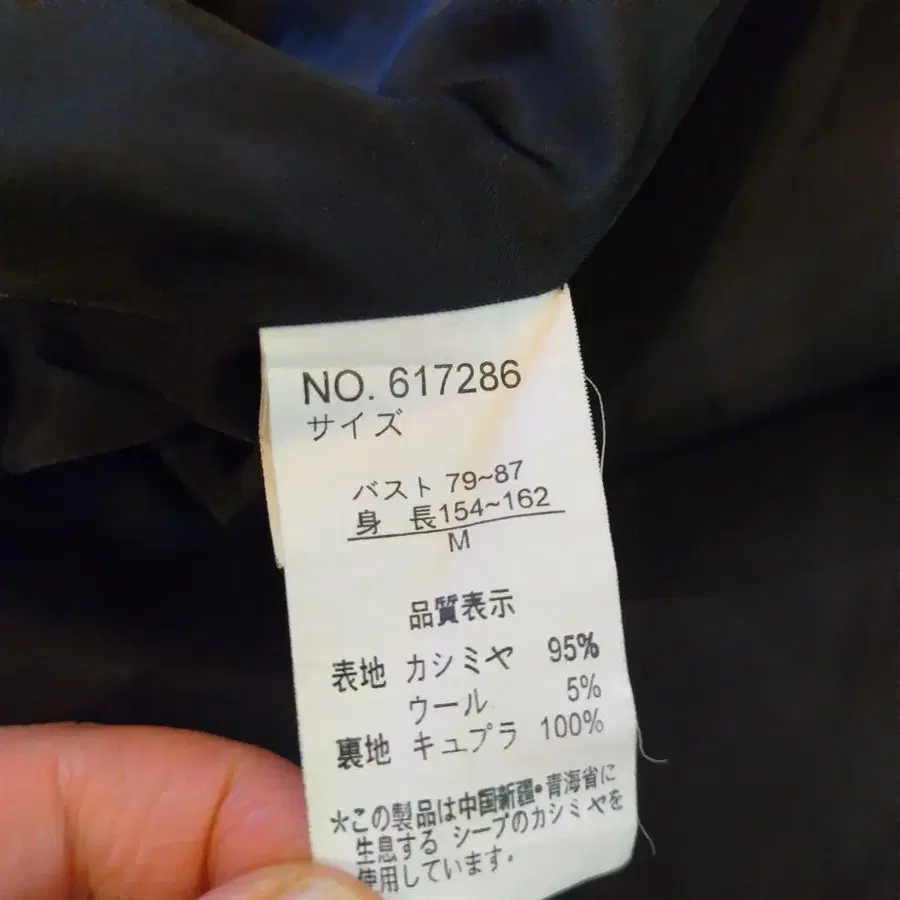 NO. 617286
サイズ
バスト 79~87
身 長154~162
M
品質表示
表地 カシミヤ 95%
ウール 5%
裏地 キュプラ 100%
*この製品は中国新疆・青海省に
生息する シープのカシミヤを
使用しています.